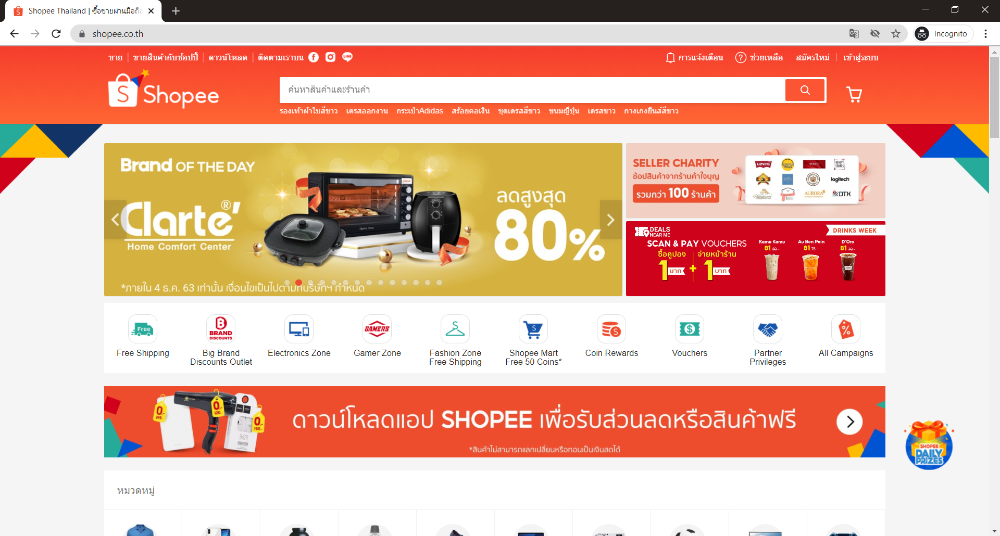 Shopee Thailand | ซื้อขายผ่านมือถือ
shopee.co.th
Incognito
ขาย
ขายสินค้ากับช้อปปี้
ดาวน์โหลด
ติดตามเราบน
LINE
การแจ้งเตือน
ช่วยเหลือ
สมัครใหม่
เข้าสู่ระบบ
Shopee
ค้นหาสินค้าและร้านค้า
รองเท้าผ้าใบสีขาว เดรสออกงาน กระเป๋าAdidas สร้อยคอเงิน ชุดเดรสสีขาว ขนมญี่ปุ่น เดรสขาว กางเกงยีนส์สีขาว
Brand OF THE DAY
Clarte'®
Home Comfort Center
ลดสูงสุด
80%
*ภายใน 4 ธ.ค. 63 เท่านั้น เงื่อนไขเป็นไปตามที่บริษัทฯ กำหนด
SELLER CHARITY
ช้อปสินค้าจากร้านค้าใจบุญ
รวมกว่า 100 ร้านค้า
LEVI'S
BEAUTY STUFFS
logitech
AURORA
DTX
DEALS
NEAR ME
DRINKS WEEK
SCAN & PAY VOUCHERS
ซื้อคูปอง จ่ายหน้าร้าน
1 บาท + 1 บาท
Kamu Kamu
฿1 60.-
Au Bon Pain
฿1 75.-
D'Oro
฿1 70.-
Free
BRAND
DISCOUNTS
GAMERS
Free Shipping
Big Brand
Discounts Outlet
Electronics Zone
Gamer Zone
Fashion Zone
Free Shipping
Shopee Mart
Free 50 Coins*
Coin Rewards
Vouchers
Partner
Privileges
All Campaigns
0.-
199.-
0.-
120.-
0.-
150.-
ดาวน์โหลดแอป SHOPEE เพื่อรับส่วนลดหรือสินค้าฟรี
*สินค้าไม่สามารถแลกเปลี่ยนหรือทอนเป็นเงินสดได้
SHOPEE
DAILY
PRIZES
หมวดหมู่